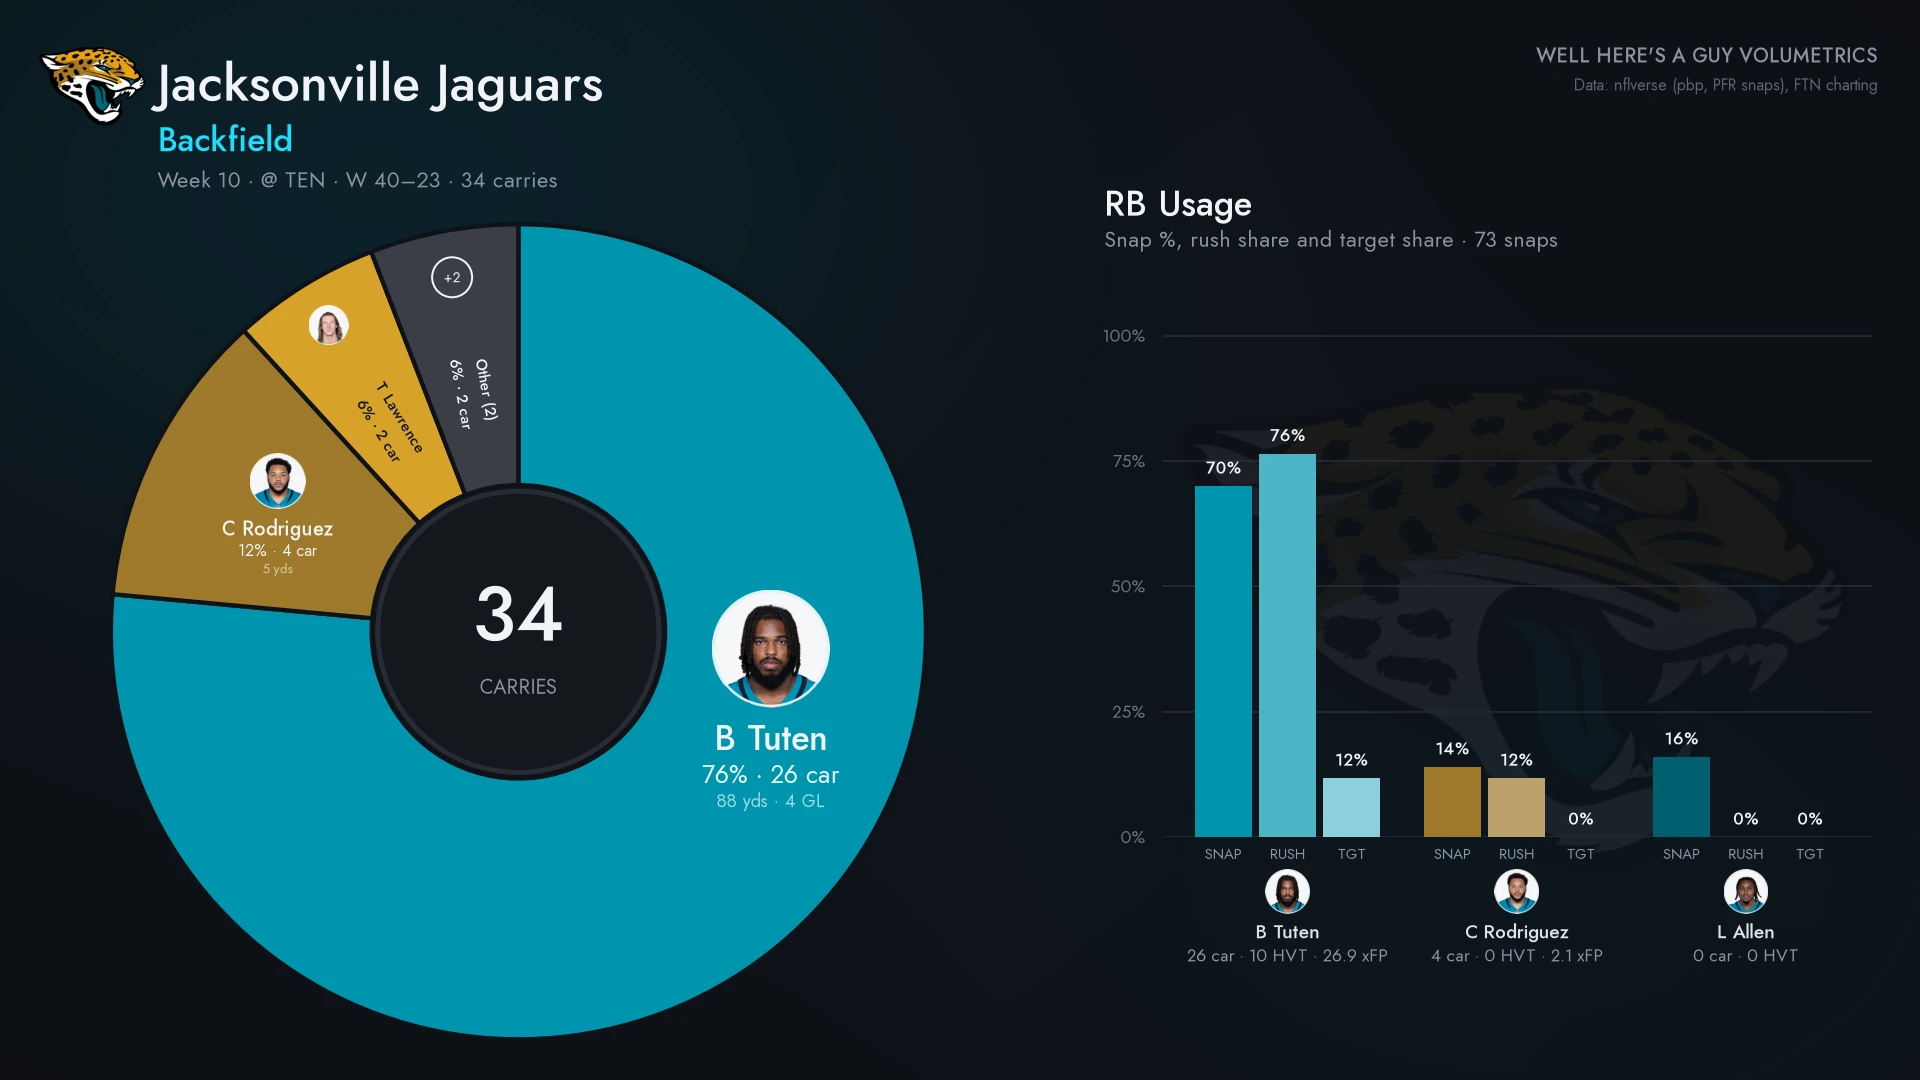 Jacksonville Jaguars
Backfield
Week 10 · @ TEN · W 40–23 · 34 carries
WELL HERE'S A GUY VOLUMETRICS
Data: nflverse (pbp, PFR snaps), FTN charting
+2
Other (2)
6% · 2 car
T Lawrence
6% · 2 car
C Rodriguez
12% · 4 car
5 yds
34
CARRIES
B Tuten
76% · 26 car
88 yds · 4 GL
RB Usage
Snap %, rush share and target share · 73 snaps
100%
75%
50%
25%
0%
70%
76%
12%
14%
12%
0%
16%
0%
0%
SNAP RUSH TGT SNAP RUSH TGT SNAP RUSH TGT
B Tuten
26 car · 10 HVT · 26.9 xFP
C Rodriguez
4 car · 0 HVT · 2.1 xFP
L Allen
0 car · 0 HVT